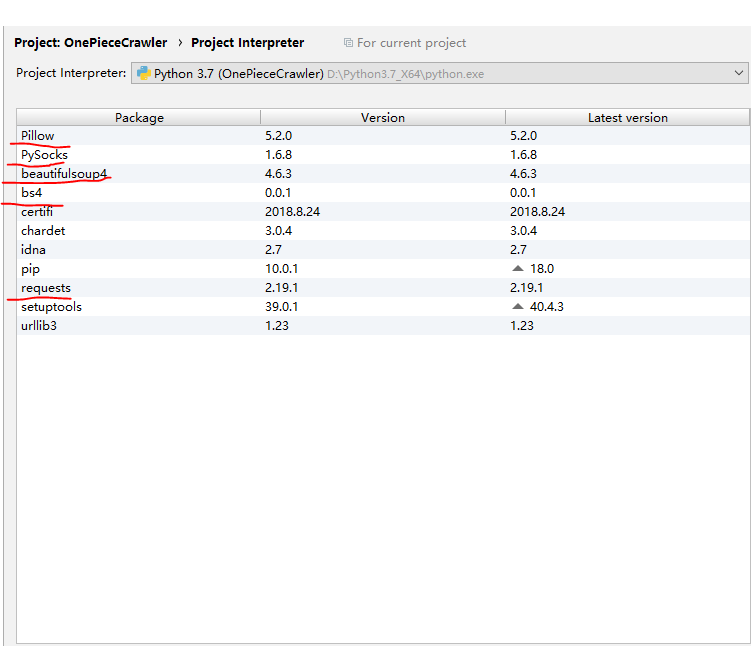 Project: OnePieceCrawler › Project Interpreter For current project
Project Interpreter: Python 3.7 (OnePieceCrawler) D:\Python3.7_X64\python.exe
Package Version Latest version
Pillow 5.2.0 5.2.0
PySocks 1.6.8 1.6.8
beautifulsoup4 4.6.3 4.6.3
bs4 0.0.1 0.0.1
certifi 2018.8.24 2018.8.24
chardet 3.0.4 3.0.4
idna 2.7 2.7
pip 10.0.1 18.0
requests 2.19.1 2.19.1
setuptools 39.0.1 40.4.3
urllib3 1.23 1.23